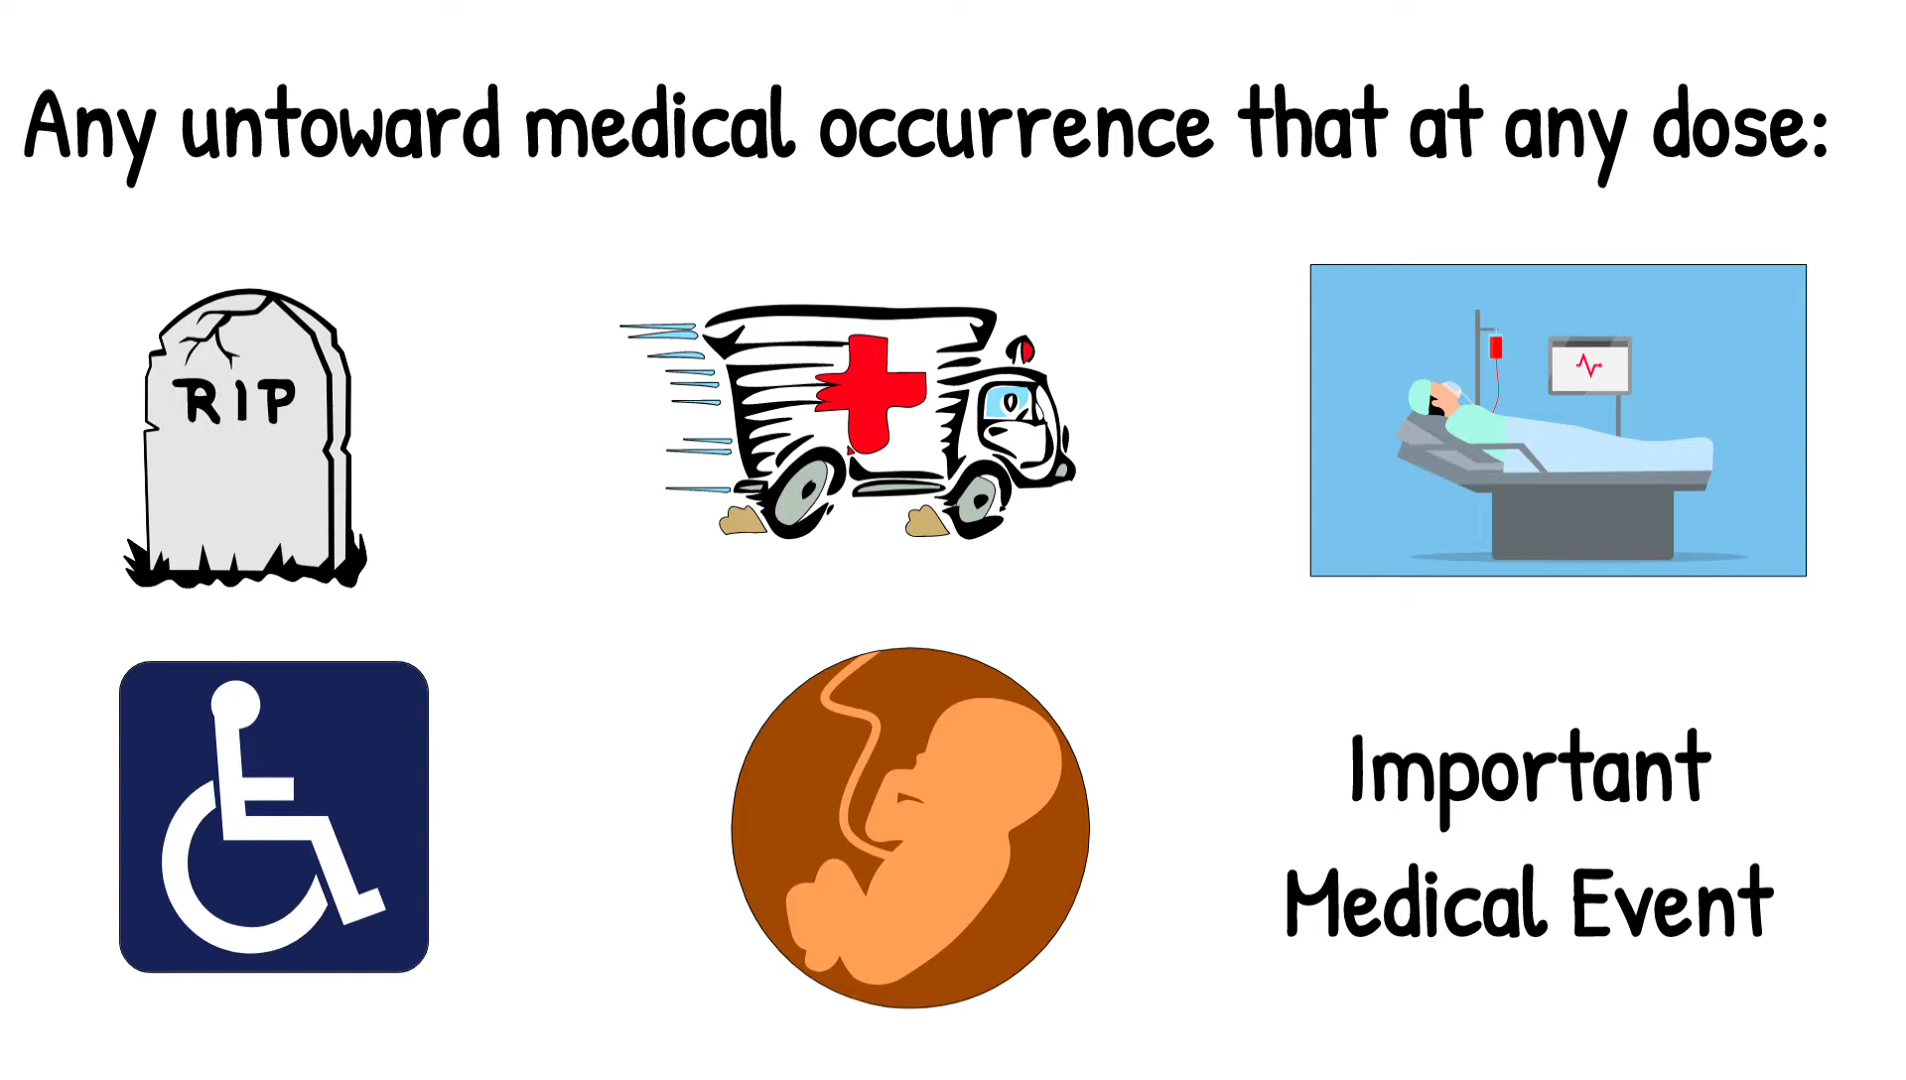 Any untoward medical occurrence that at any dose:
RIP
Important
Medical Event